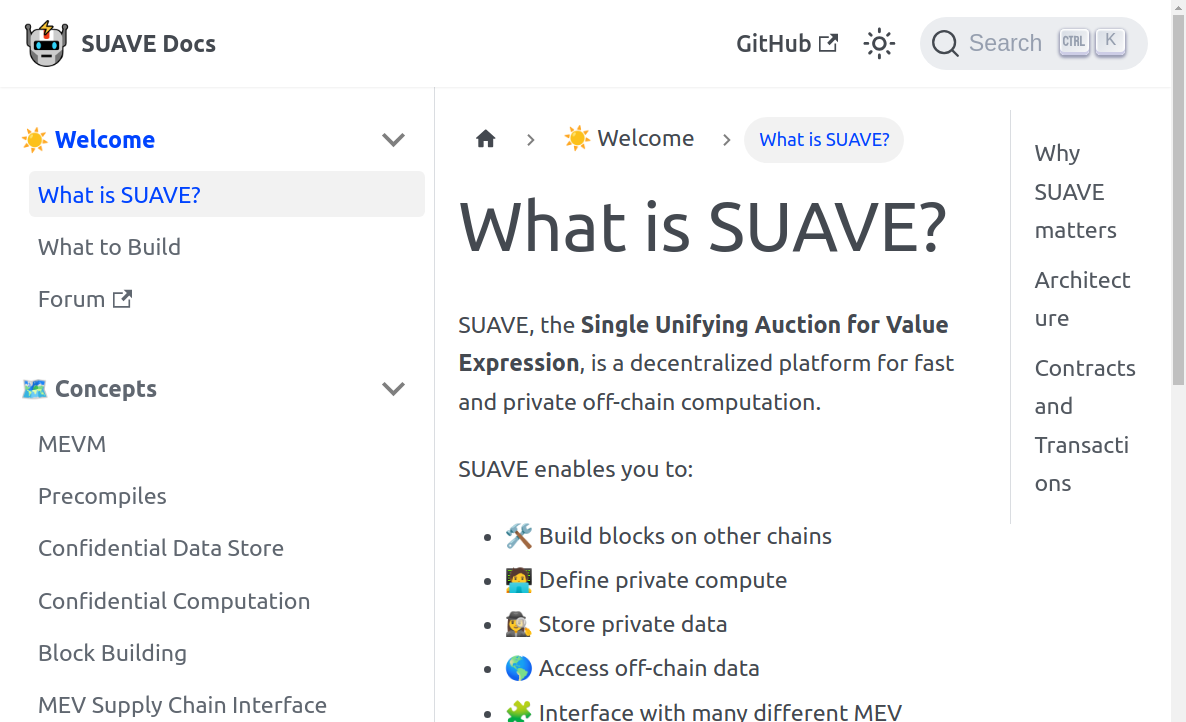 SUAVE Docs
GitHub
Search CTRL K
☀️ Welcome
What is SUAVE?
What to Build
Forum
🗺️ Concepts
MEVM
Precompiles
Confidential Data Store
Confidential Computation
Block Building
MEV Supply Chain Interface
☀️ Welcome
What is SUAVE?
What is SUAVE?
SUAVE, the Single Unifying Auction for Value
Expression, is a decentralized platform for fast
and private off-chain computation.
SUAVE enables you to:
• 🛠️ Build blocks on other chains
• 🧑‍💻 Define private compute
• 🕵️‍♀️ Store private data
• 🌎 Access off-chain data
• 🧩 Interface with many different MEV
Why
SUAVE
matters
Architect
ure
Contracts
and
Transacti
ons